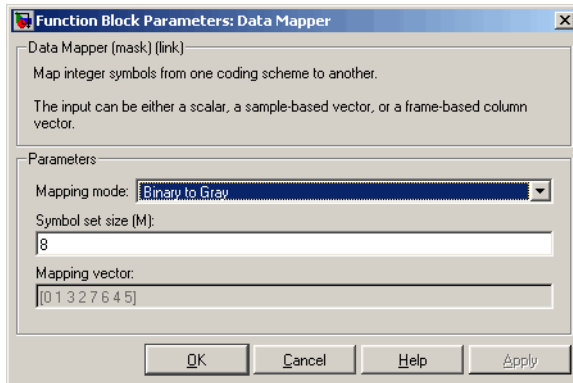 Function Block Parameters: Data Mapper
Data Mapper (mask) (link)
Map integer symbols from one coding scheme to another.
The input can be either a scalar, a sample-based vector, or a frame-based column
vector.
Parameters
Mapping mode: Binary to Gray
Symbol set size (M):
8
Mapping vector:
[0 1 3 2 7 6 4 5]
OK Cancel Help Apply